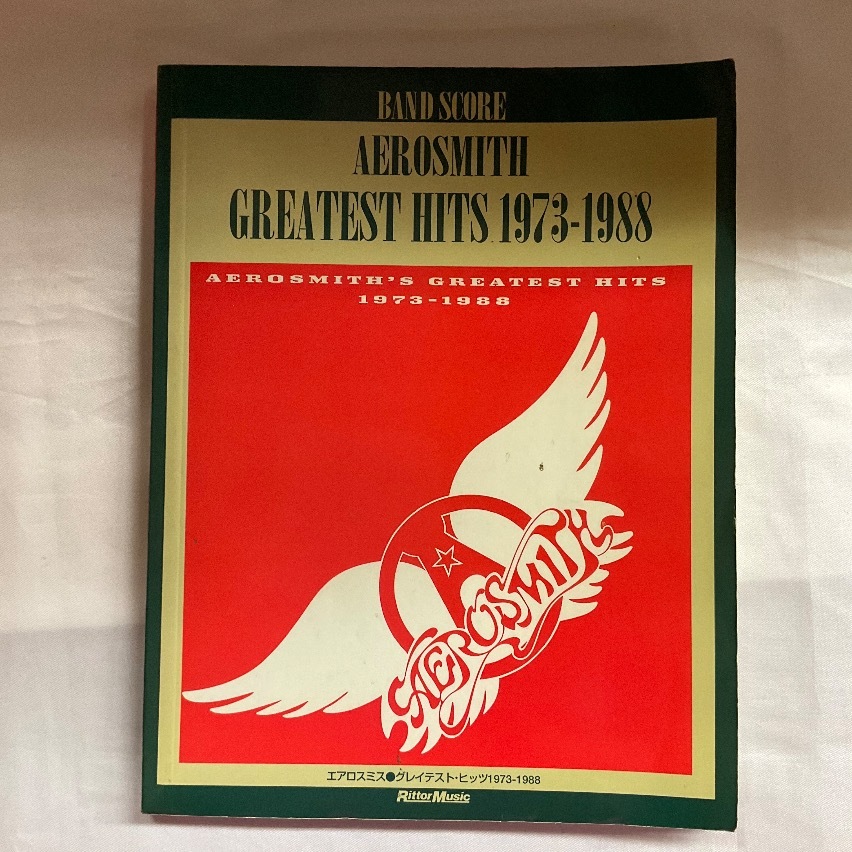 BAND SCORE
AEROSMITH
GREATEST HITS 1973-1988
AEROSMITH'S GREATEST HITS
1973-1988
AEROSMITH
エアロスミス●グレイテスト・ヒッツ1973-1988
Rittor Music